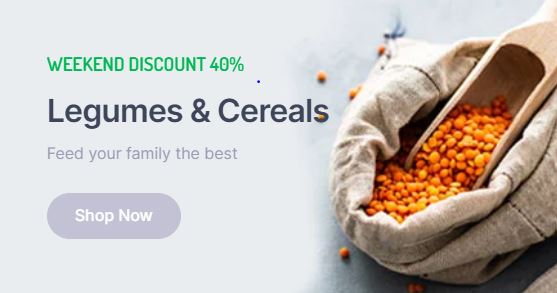 WEEKEND DISCOUNT 40%
Legumes & Cereals
Feed your family the best
Shop Now